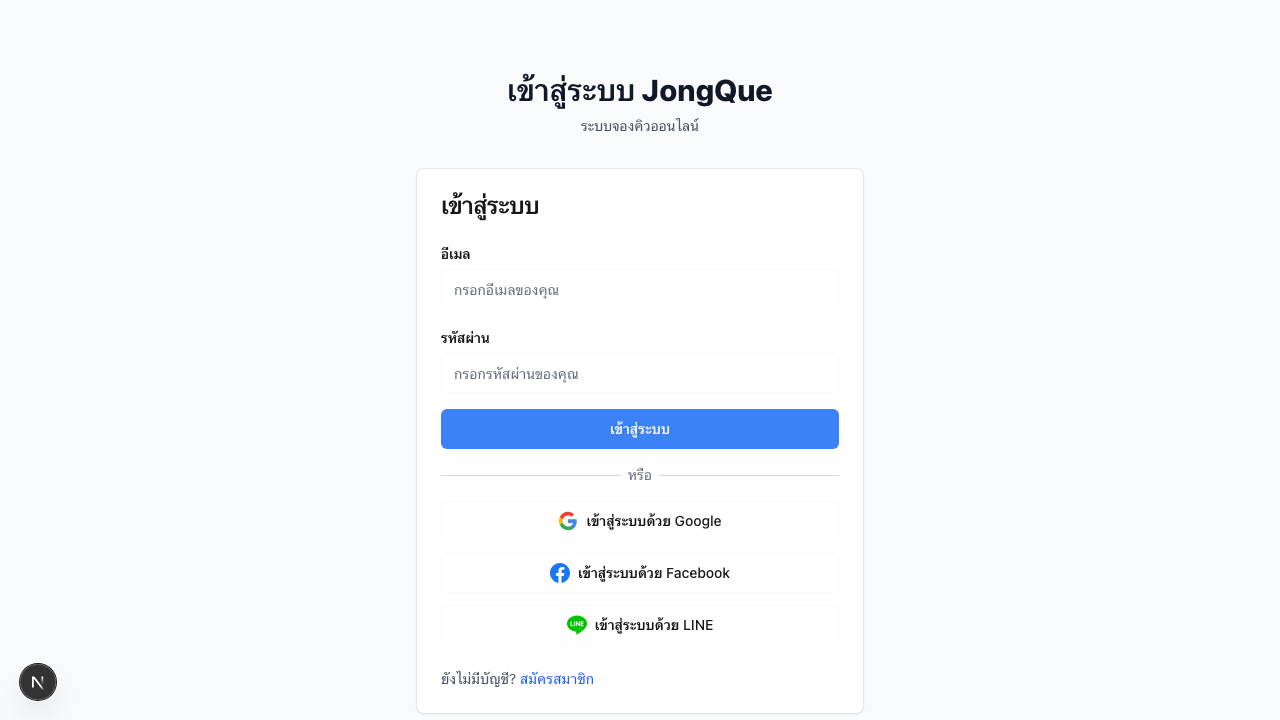 เข้าสู่ระบบ JongQue
ระบบจองคิวออนไลน์
เข้าสู่ระบบ
อีเมล
กรอกอีเมลของคุณ
รหัสผ่าน
กรอกรหัสผ่านของคุณ
เข้าสู่ระบบ
หรือ
เข้าสู่ระบบด้วย Google
เข้าสู่ระบบด้วย Facebook
LINE เข้าสู่ระบบด้วย LINE
ยังไม่มีบัญชี? สมัครสมาชิก
N